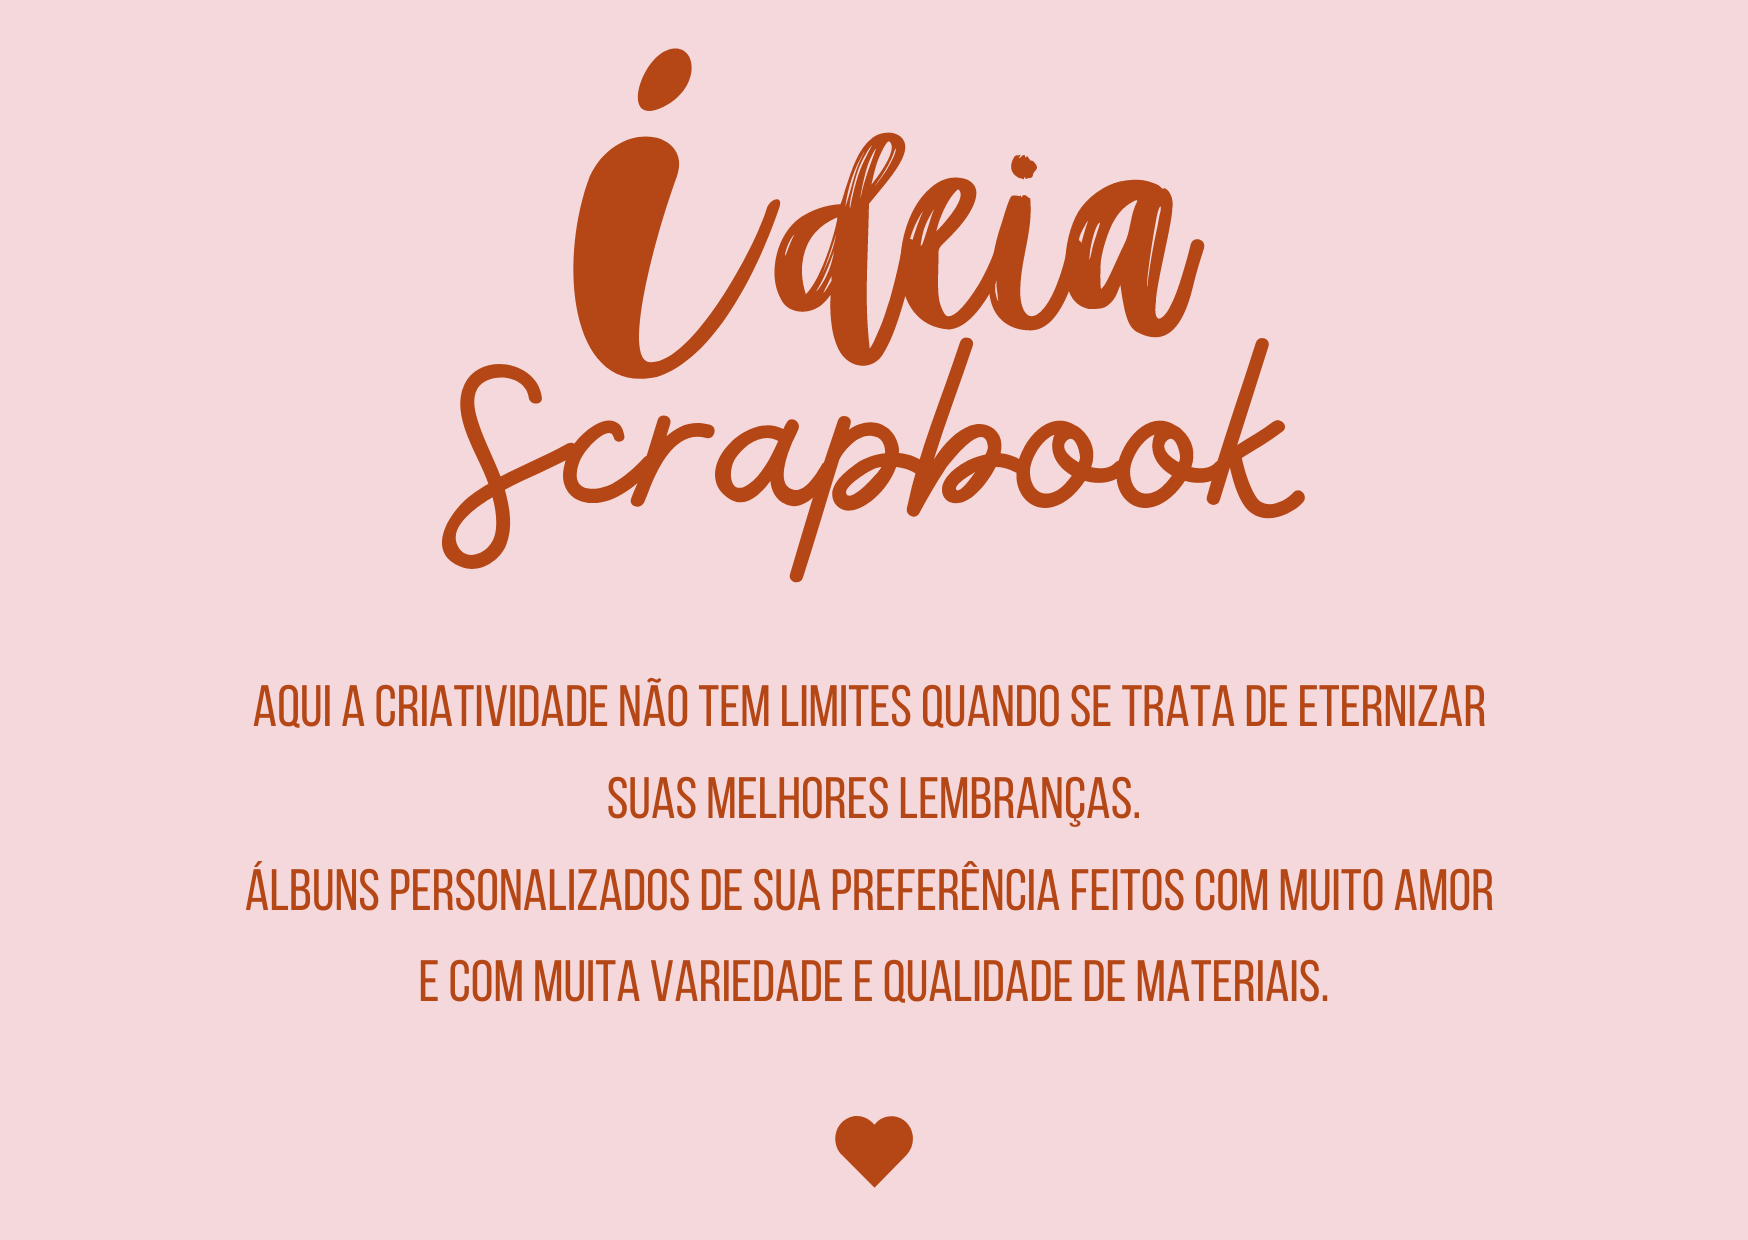 ideia
Scrapbook
AQUI A CRIATIVIDADE NÃO TEM LIMITES QUANDO SE TRATA DE ETERNIZAR
SUAS MELHORES LEMBRANÇAS.
ÁLBUNS PERSONALIZADOS DE SUA PREFERÊNCIA FEITOS COM MUITO AMOR
E COM MUITA VARIEDADE E QUALIDADE DE MATERIAIS.